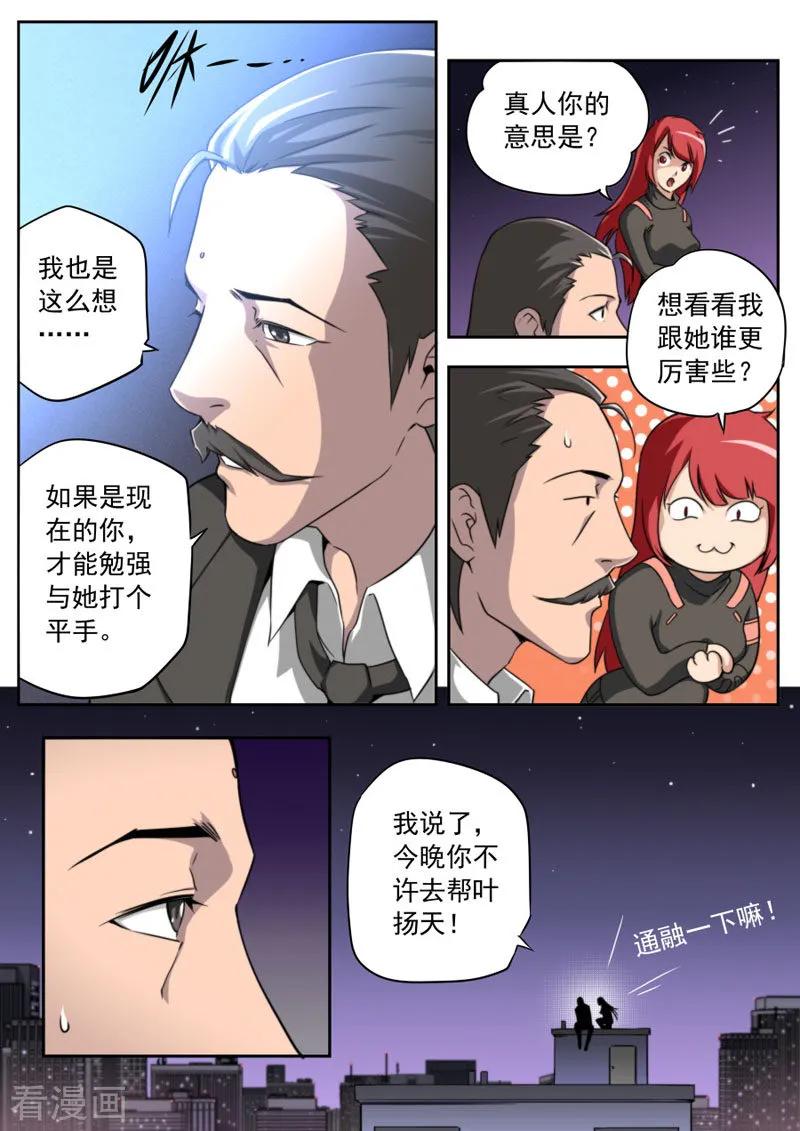 咻一一…
我也是
这么想
……
如果是现
在的你，
才能勉强
与她打个
平手。
真人你的
意思是？
想看看我
跟她谁更
厉害些？
我说了，
今晚你不
许去帮叶
扬天！
通融一下嘛！
看漫画